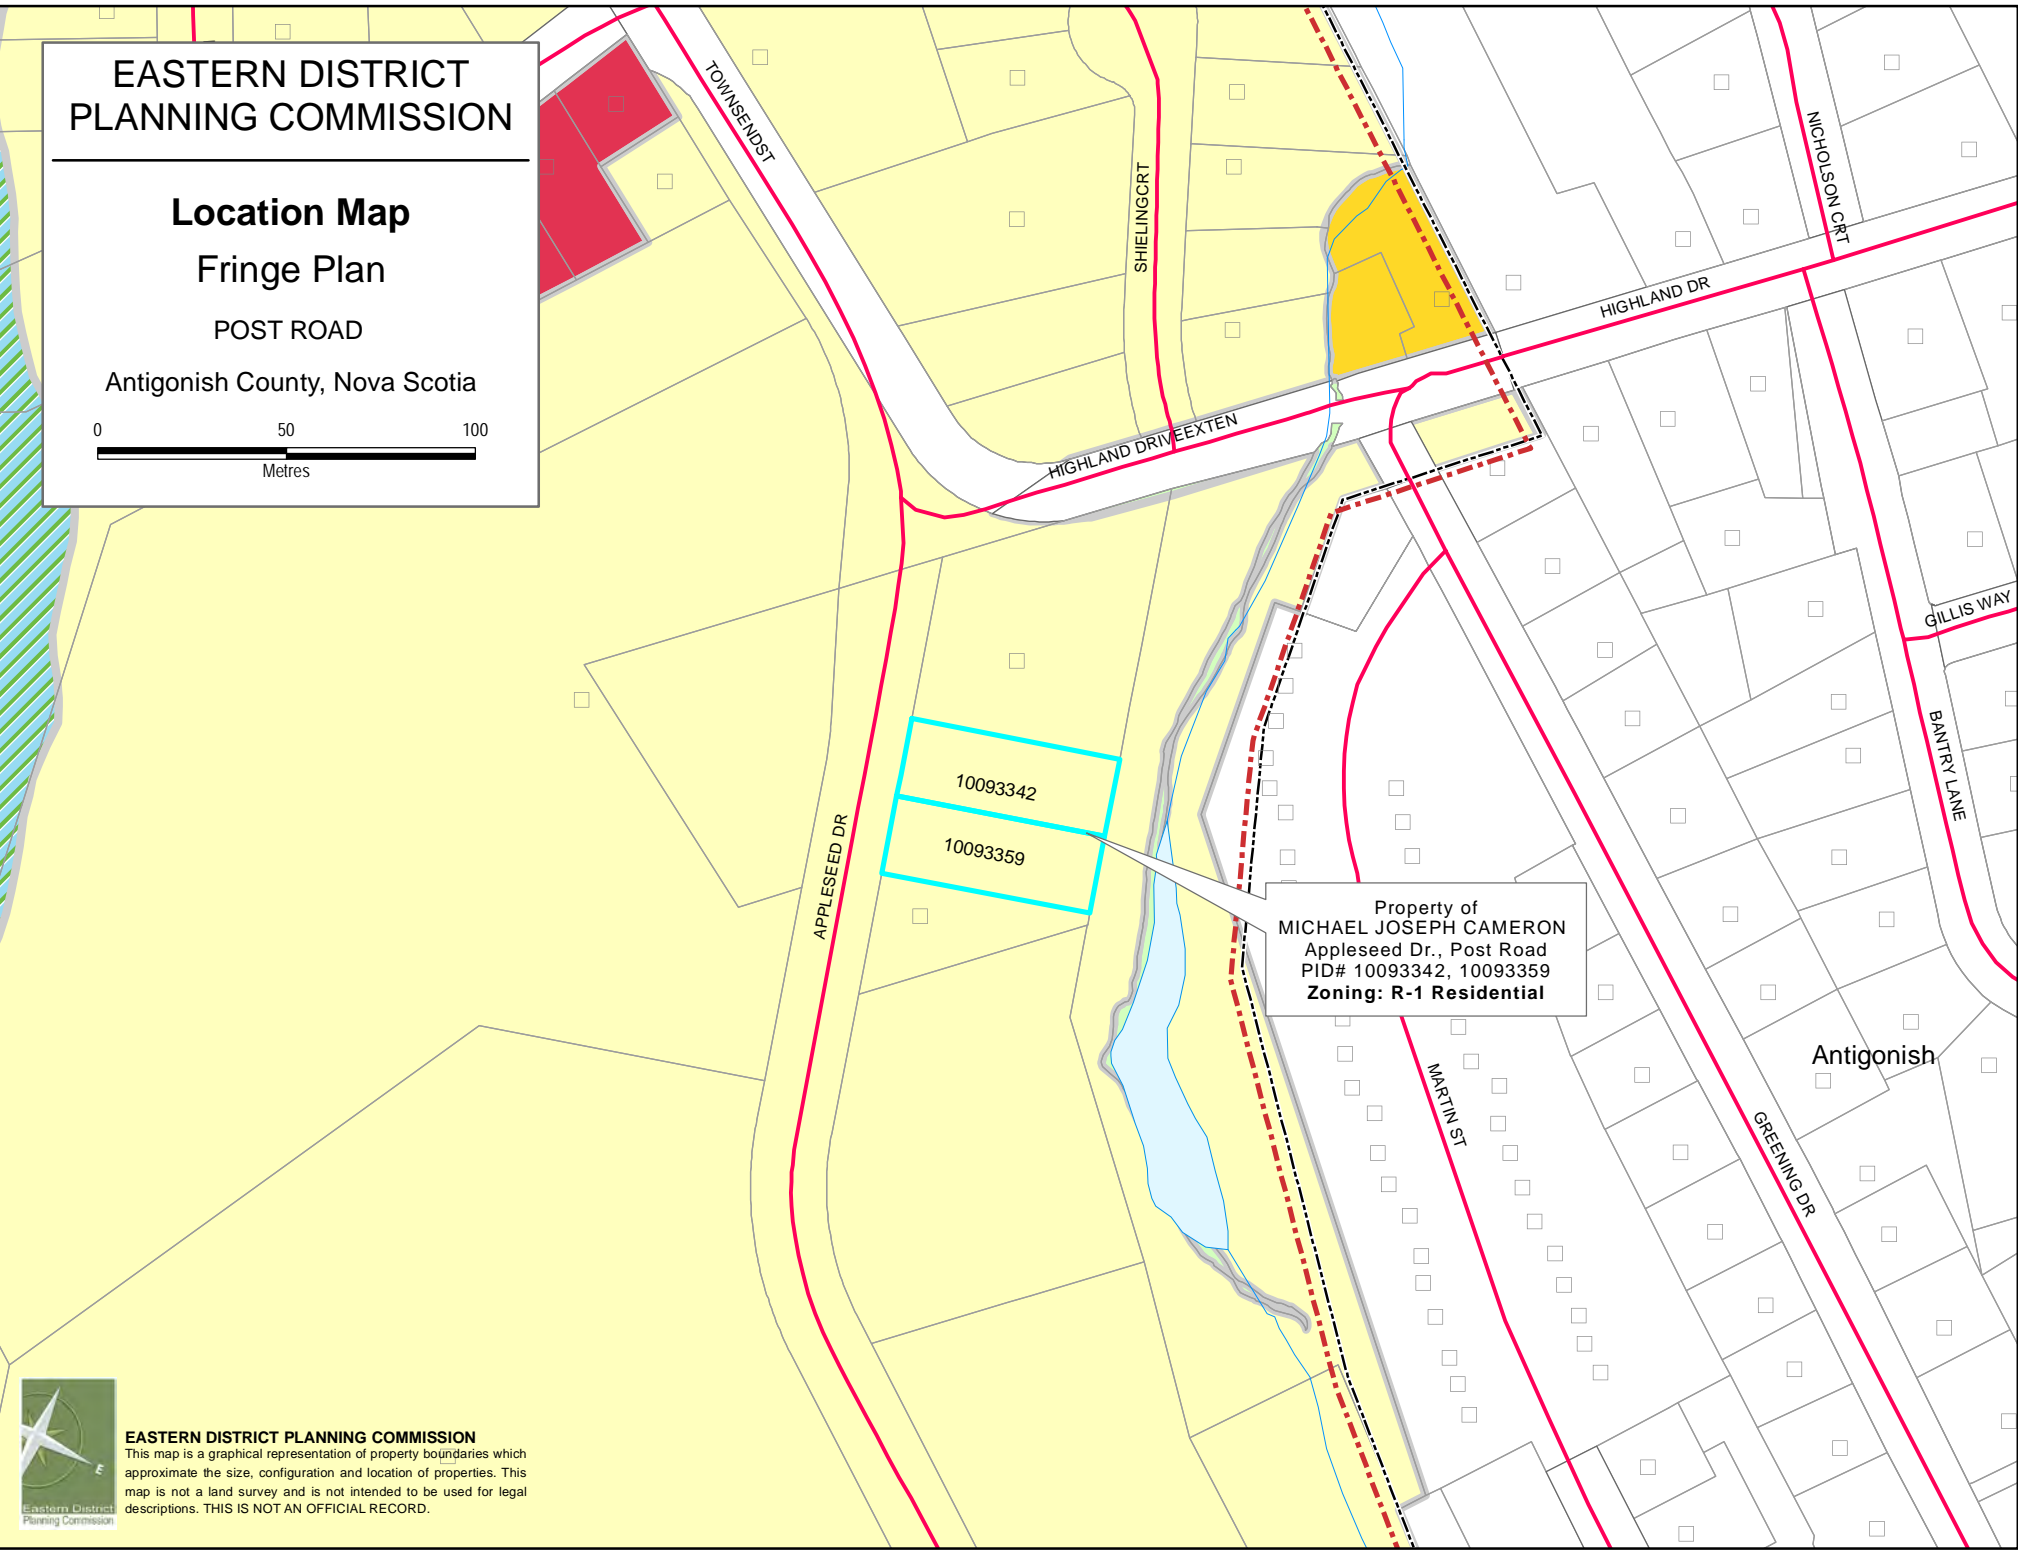 EASTERN DISTRICT
PLANNING COMMISSION
Location Map
Fringe Plan
POST ROAD
Antigonish County, Nova Scotia
0 50 100
Metres
TOWNSENDST
SHIELINGCRT
NICHOLSON CRT
HIGHLAND DR
HIGHLAND DRIVEEXTEN
GILLIS WAY
BANTRY LANE
10093342
10093359
APPLESEED DR
Property of
MICHAEL JOSEPH CAMERON
Appleseed Dr., Post Road
PID# 10093342, 10093359
Zoning: R-1 Residential
Antigonish
MARTIN ST
GREENING DR
E
Eastern District
Planning Commission
EASTERN DISTRICT PLANNING COMMISSION
This map is a graphical representation of property boundaries which
approximate the size, configuration and location of properties. This
map is not a land survey and is not intended to be used for legal
descriptions. THIS IS NOT AN OFFICIAL RECORD.